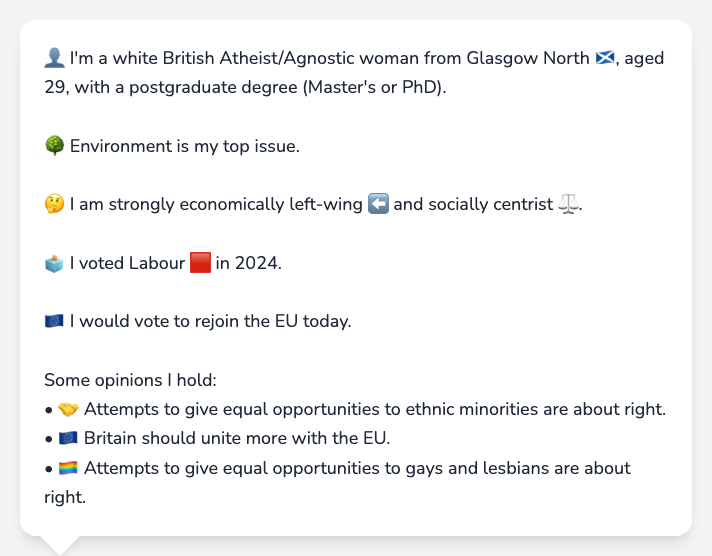 👤 I'm a white British Atheist/Agnostic woman from Glasgow North 🏴󠁧󠁢󠁳󠁣󠁴󠁿, aged
29, with a postgraduate degree (Master's or PhD).
🌳 Environment is my top issue.
🤔 I am strongly economically left-wing ⬅️ and socially centrist ⚖️.
🗳️ I voted Labour 🟥 in 2024.
🇪🇺 I would vote to rejoin the EU today.
Some opinions I hold:
• 🤝 Attempts to give equal opportunities to ethnic minorities are about right.
• 🇪🇺 Britain should unite more with the EU.
• 🏳️‍🌈 Attempts to give equal opportunities to gays and lesbians are about
right.